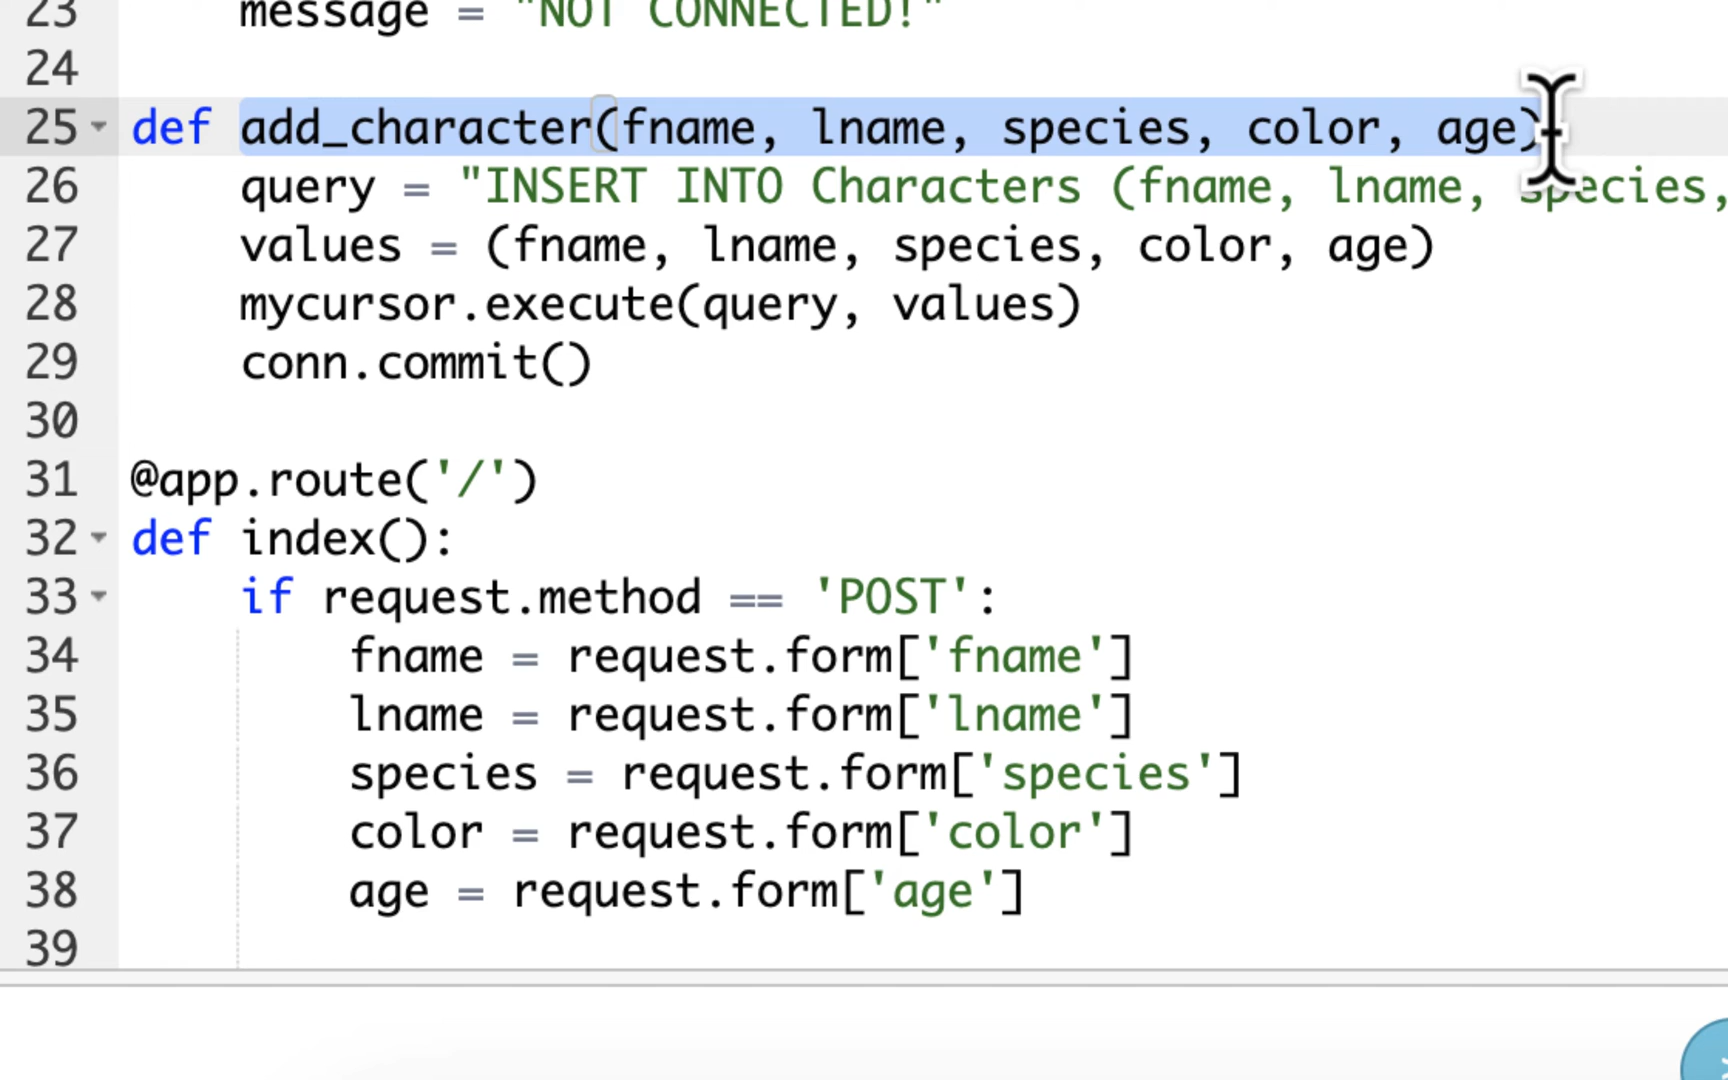 23 message = "NOT CONNECTED!"
24
25 def add_character(fname, lname, species, color, age)
26 query = "INSERT INTO Characters (fname, lname, species,
27 values = (fname, lname, species, color, age)
28 mycursor.execute(query, values)
29 conn.commit()
30
31 @app.route('/')
32 def index():
33 if request.method == 'POST':
34 fname = request.form['fname']
35 lname = request.form['lname']
36 species = request.form['species']
37 color = request.form['color']
38 age = request.form['age']
39